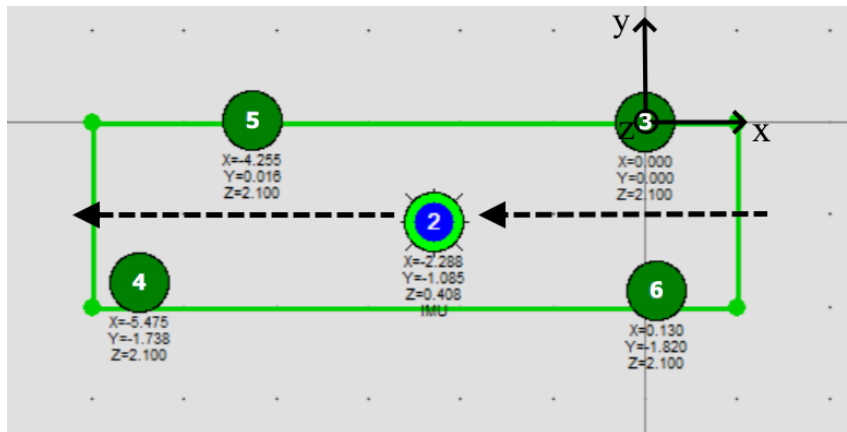 y
5
z 3
x
X=-4.255
Y=0.016
Z=2.100
X=0.000
Y=0.000
Z=2.100
2
X=-2.288
Y=-1.085
Z=0.408
IMU
4
X=-5.475
Y=-1.738
Z=2.100
6
X=0.130
Y=-1.820
Z=2.100